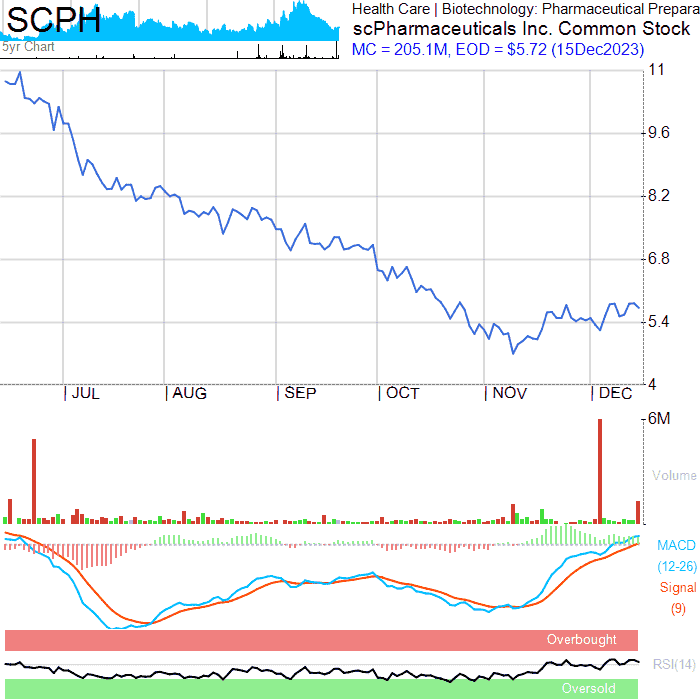 SCPH
5yr Chart
Health Care | Biotechnology: Pharmaceutical Prepara
scPharmaceuticals Inc. Common Stock
MC = 205.1M, EOD = $5.72 (15Dec2023)
11
9.6
8.2
6.8
5.4
4
JUL AUG SEP OCT NOV DEC
6M
Volume
MACD
(12-26)
Signal
(9)
Overbought
RSI(14)
Oversold